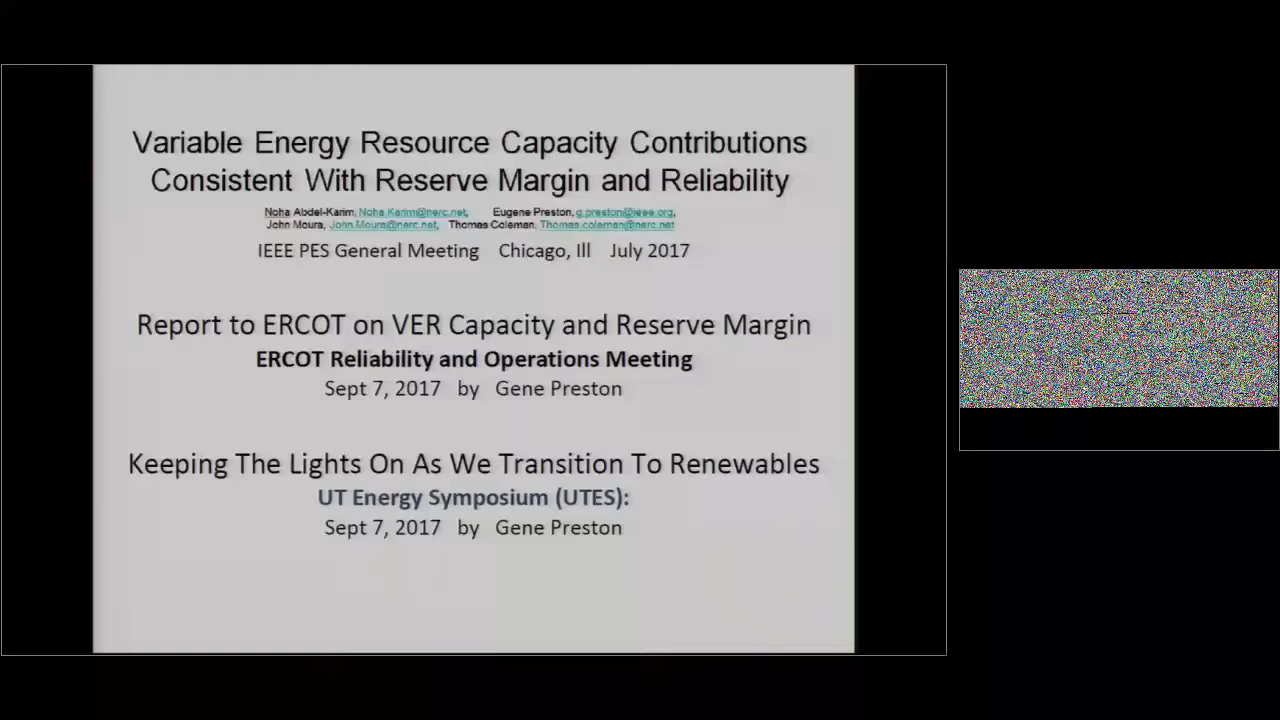 Variable Energy Resource Capacity Contributions
Consistent With Reserve Margin and Reliability
Noha Abdel-Karim, Noha.Karim@nerc.net, Eugene Preston, g.preston@ieee.org,
John Moura, John.Moura@nerc.net, Thomas Coleman, Thomas.coleman@nerc.net
IEEE PES General Meeting Chicago, Ill July 2017
Report to ERCOT on VER Capacity and Reserve Margin
ERCOT Reliability and Operations Meeting
Sept 7, 2017 by Gene Preston
Keeping The Lights On As We Transition To Renewables
UT Energy Symposium (UTES):
Sept 7, 2017 by Gene Preston